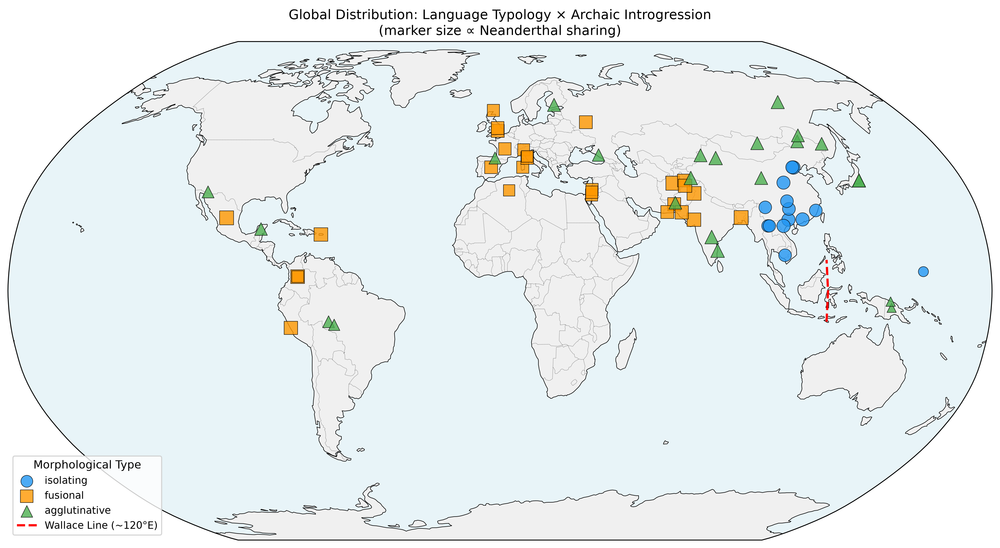 Global Distribution: Language Typology × Archaic Introgression
(marker size ∝ Neanderthal sharing)
Morphological Type
isolating
fusional
agglutinative
Wallace Line (~120°E)